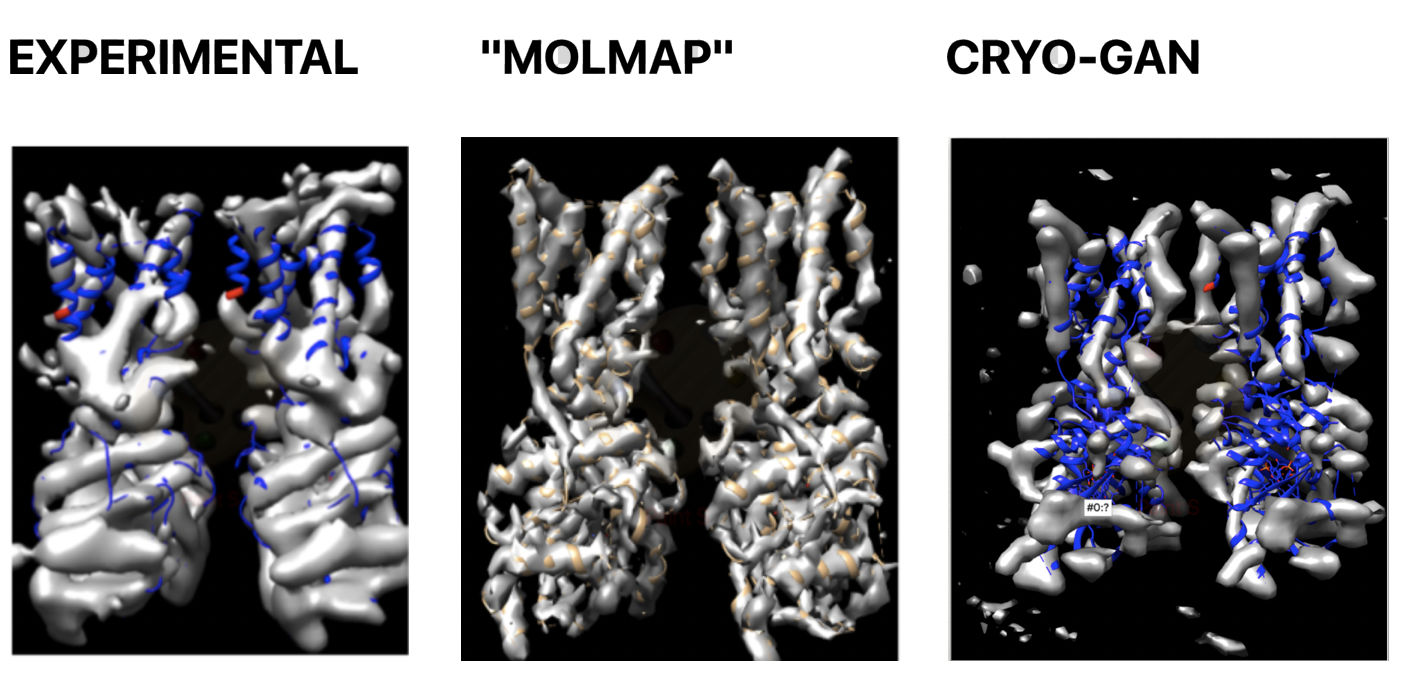 EXPERIMENTAL
"MOLMAP"
CRYO-GAN
#0:?